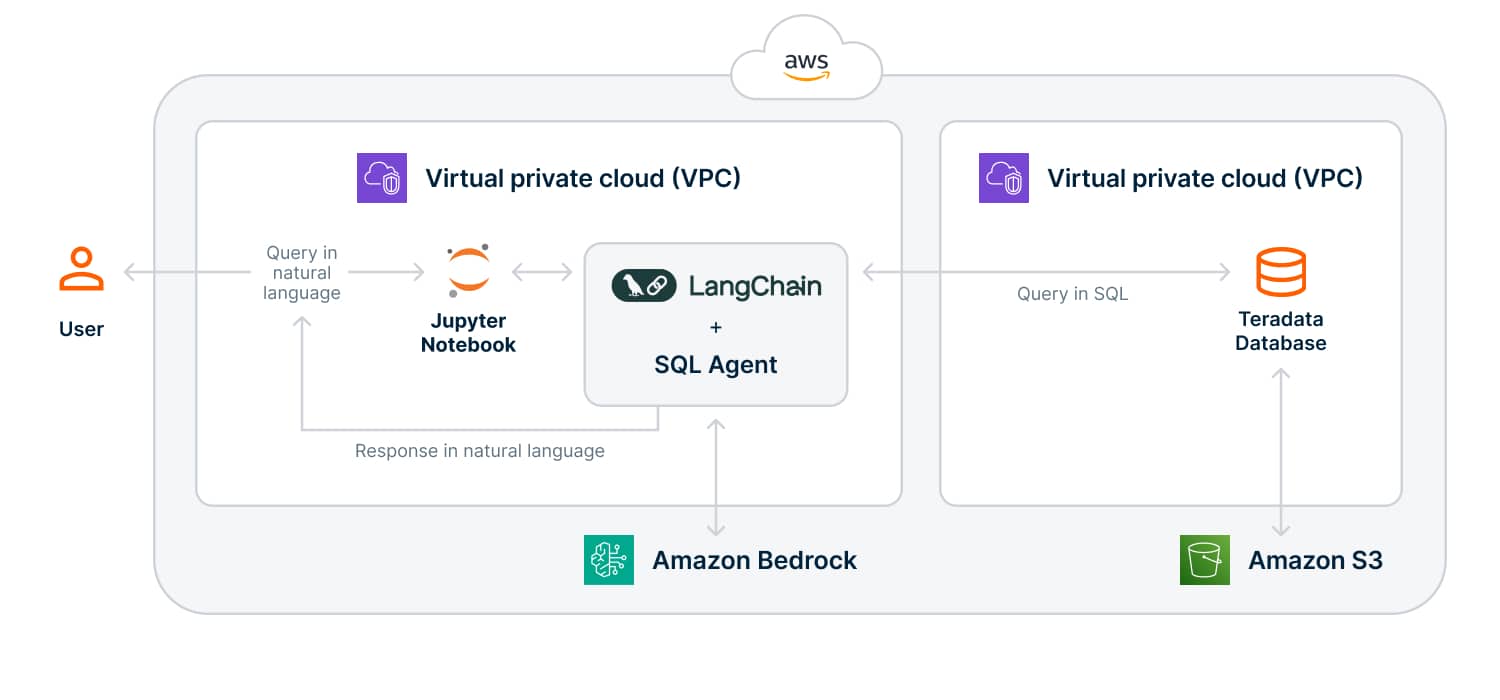 aws
Virtual private cloud (VPC)
Virtual private cloud (VPC)
User
Query in
natural
language
Jupyter
Notebook
LangChain
+
SQL Agent
Query in SQL
Teradata
Database
Response in natural language
Amazon Bedrock
Amazon S3